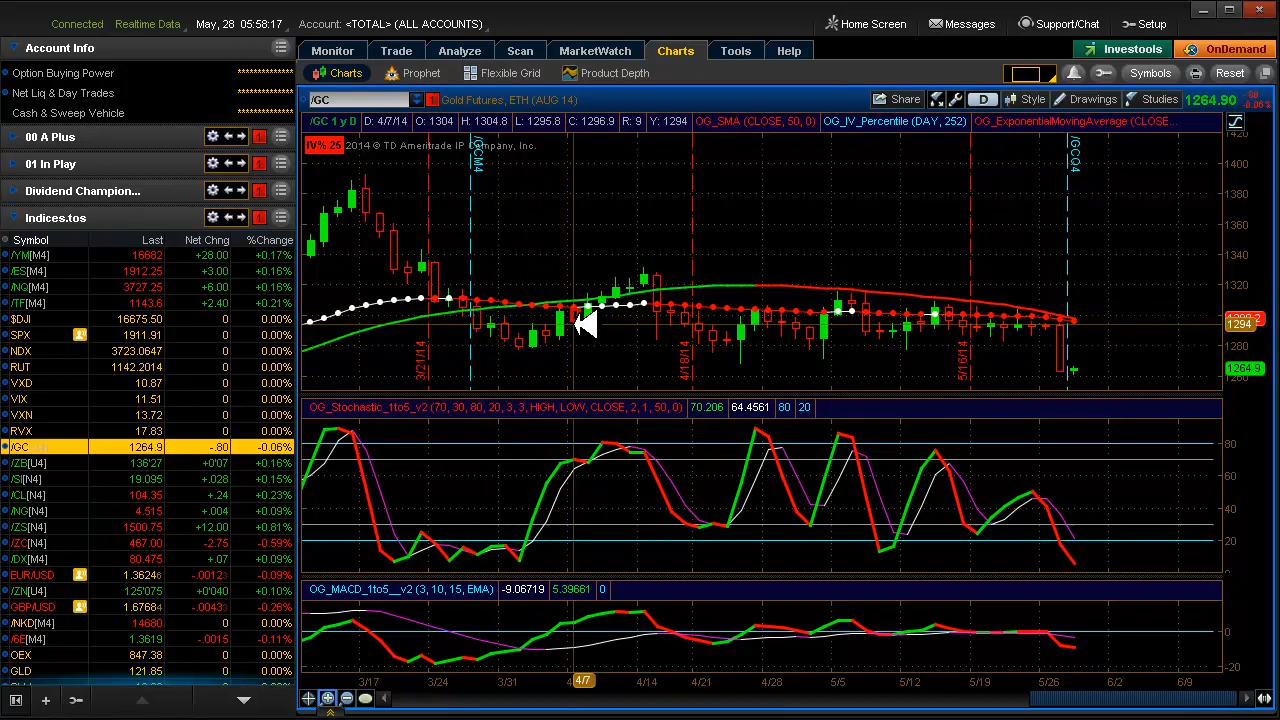 Connected Realtime Data May, 28 05:58:17 Account: <TOTAL> (ALL ACCOUNTS) Home Screen Messages Support/Chat Setup
Account Info
Option Buying Power **************
Net Liq & Day Trades **************
Cash & Sweep Vehicle **************
00 A Plus 1
01 In Play 1
Dividend Champion... 1
Indices.tos 1
Symbol Last Net Chng %Change
/YM[M4] 16682 +28.00 +0.17%
/ES[M4] 1912.25 +3.00 +0.16%
/NQ[M4] 3727.25 +6.00 +0.16%
/TF[M4] 1143.6 +2.40 +0.21%
$DJI 16675.50 0 0.00%
SPX 1911.91 0 0.00%
NDX 3723.0647 0 0.00%
RUT 1142.2014 0 0.00%
VXD 10.87 0 0.00%
VIX 11.51 0 0.00%
VXN 13.72 0 0.00%
RVX 17.83 0 0.00%
/GC 1264.9 -.80 -0.06%
/ZB[U4] 136'27 +0'07 +0.16%
/SI[N4] 19.095 +.028 +0.15%
/CL[N4] 104.35 +.24 +0.23%
/NG[N4] 4.515 +.004 +0.09%
/ZS[N4] 1500.75 +12.00 +0.81%
/ZC[N4] 467.00 -2.75 -0.59%
/DX[M4] 80.475 +.07 +0.09%
EUR/USD 1.36246 -.00123 -0.09%
/ZN[U4] 125'075 +0'040 +0.10%
GBP/USD 1.67684 -.00433 -0.26%
/NKD[M4] 14680 0 0.00%
/6E[M4] 1.3619 -.0015 -0.11%
OEX 847.38 0 0.00%
GLD 121.85 0 0.00%
Monitor Trade Analyze Scan MarketWatch Charts Tools Help Investools OnDemand
Charts Prophet Flexible Grid Product Depth Symbols Reset
/GC 1 Gold Futures, ETH (AUG 14) Share D Style Drawings Studies 1264.90 -0.06%
/GC 1 y D D: 4/7/14 O: 1304 H: 1304.8 L: 1295.8 C: 1296.9 R: 9 Y: 1294 OG_SMA (CLOSE, 50, 0) OG_IV_Percentile (DAY, 252) OG_ExponentialMovingAverage (CLOSE...
IV% 25 2014 © TD Ameritrade IP Company, Inc.
/GCM4
/GCQ4
3/21/14
4/18/14
5/16/14
1420
1400
1380
1360
1340
1320
1294
1280
1264.9
OG_Stochastic_1to5_v2 (70, 30, 80, 20, 3, 3, HIGH, LOW, CLOSE, 2, 1, 50, 0) 70.206 64.4561 80 20
80
60
40
20
OG_MACD_1to5__v2 (3, 10, 15, EMA) -9.06719 5.39661 0
0
-20
3/17 3/24 3/31 4/7 4/14 4/21 4/28 5/5 5/12 5/19 5/26 6/2 6/9